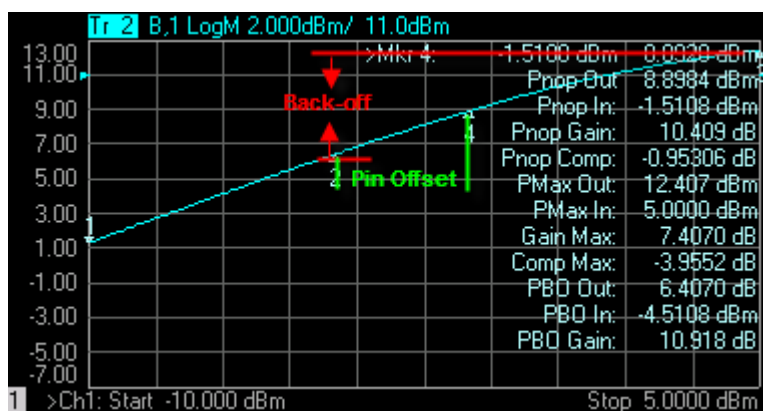 Tr 2 B,1 LogM 2.000dBm/ 11.0dBm
13.00
>Mkr 4: -1.5100 dBm
11.00
Pnop Out 8.8984 dBm
Back-off
9.00
Pnop In: -1.5108 dBm
4
7.00
Pnop Gain: 10.409 dB
Pnop Comp: -0.95306 dB
5.00
2
Pin Offset
PMax Out: 12.407 dBm
3.00
PMax In: 5.0000 dBm
1
Gain Max: 7.4070 dB
1.00
Comp Max: -3.9552 dB
-1.00
PBO Out: 6.4070 dB
-3.00
PBO In: -4.5108 dBm
PBO Gain: 10.918 dB
-5.00
-7.00
1 >Ch1: Start -10.000 dBm Stop 5.0000 dBm